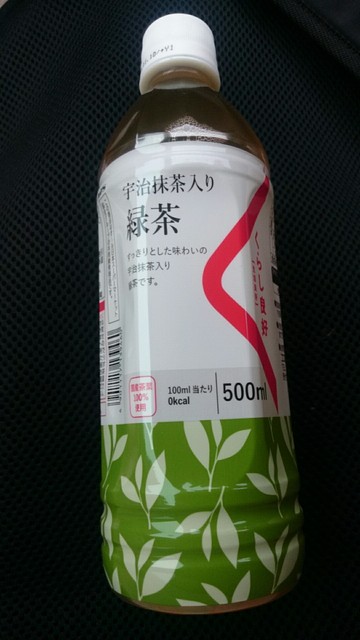 宇治抹茶入り
緑茶
すっきりとした味わいの
宇治抹茶入り
緑茶です。
くらし良好
国産茶葉
100%
使用
100ml当たり
0kcal
500ml